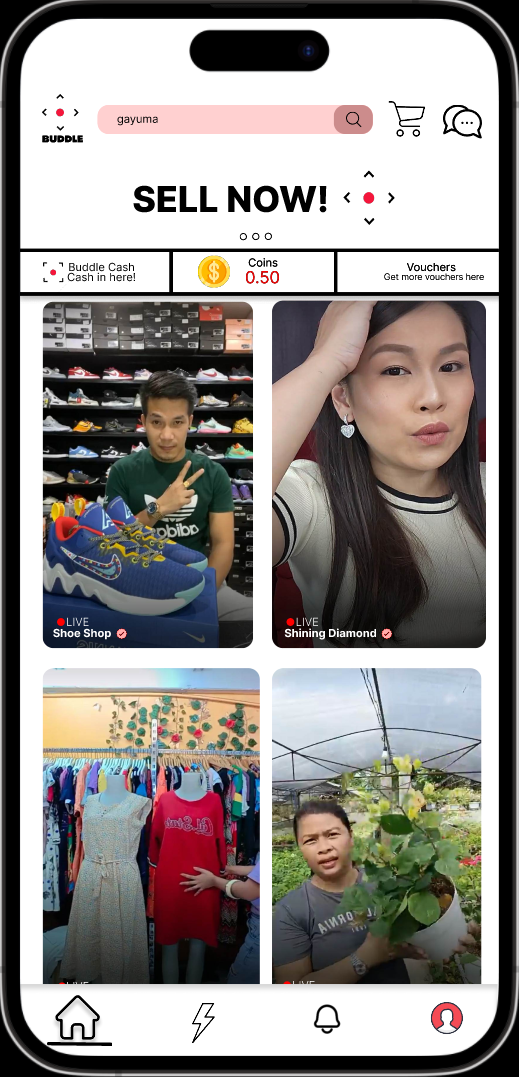 BUDDLE
gayuma
SELL NOW!
Buddle Cash
Cash in here!
Coins
0.50
Vouchers
Get more vouchers here
adidas
LIVE
Shoe Shop
LIVE
Shining Diamond
CALIFORNIA
LIVE
LIVE